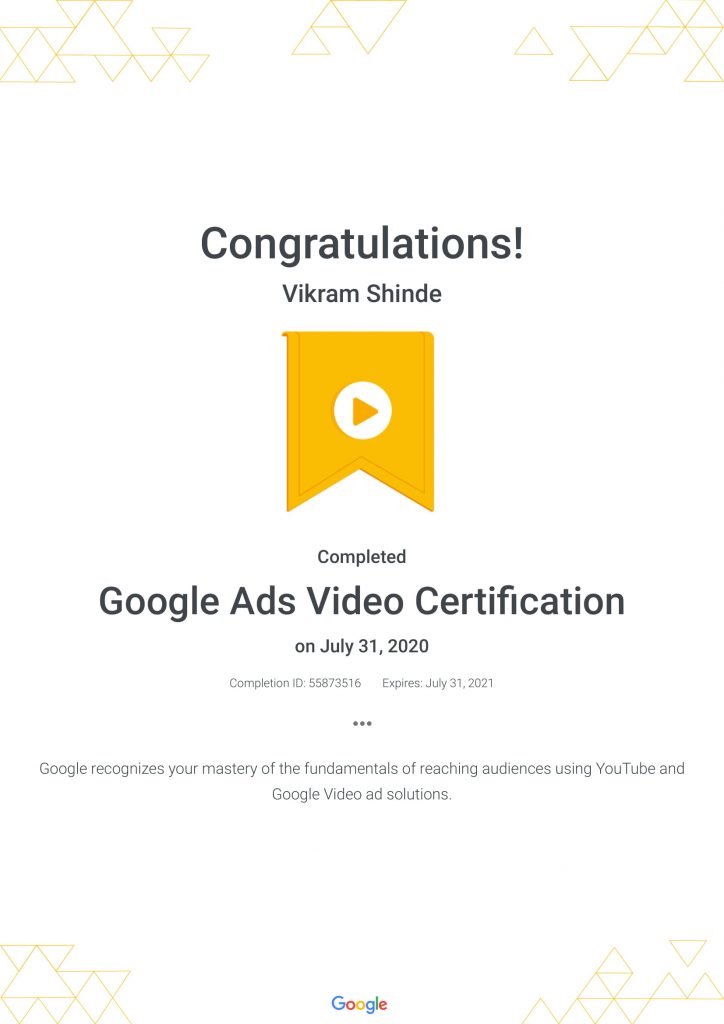 Congratulations!
Vikram Shinde
Completed
Google Ads Video Certification
on July 31, 2020
Completion ID: 55873516 Expires: July 31, 2021
•••
Google recognizes your mastery of the fundamentals of reaching audiences using YouTube and
Google Video ad solutions.
Google